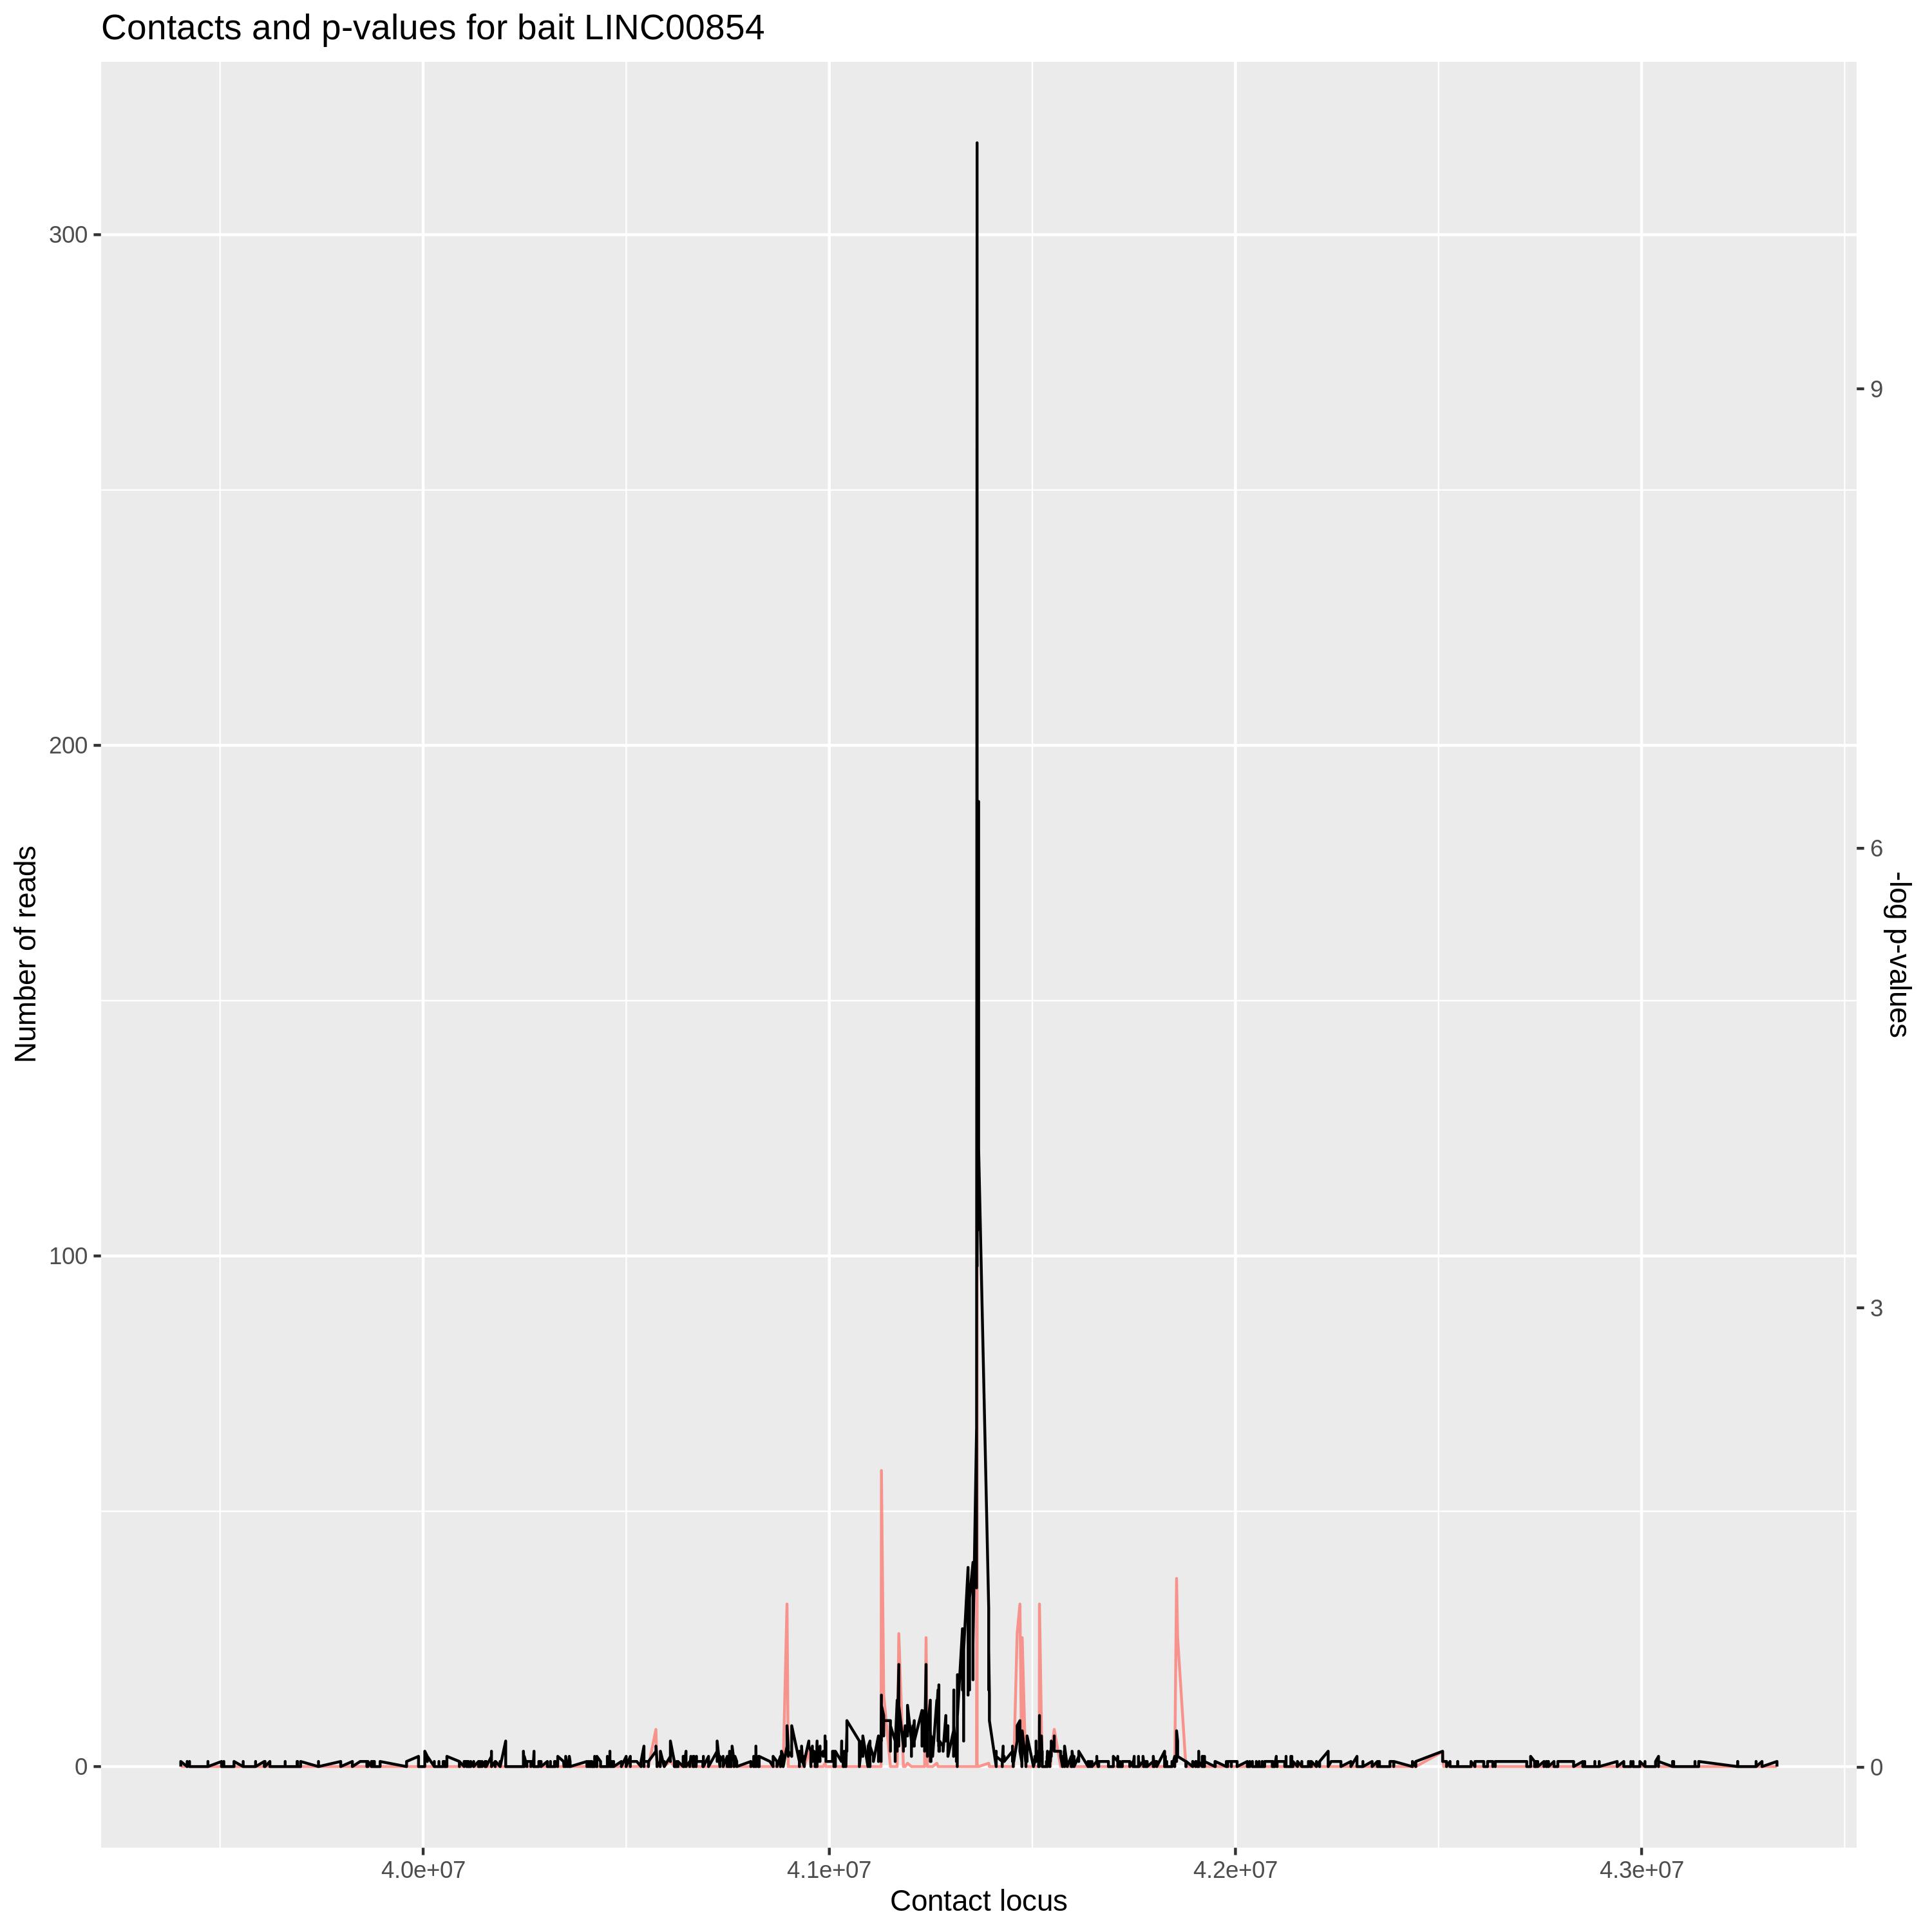 Contacts and p-values for bait LINC00854
300
200
100
0
Number of reads
9
6
3
0
-log p-values
4.0e+07
4.1e+07
4.2e+07
4.3e+07
Contact locus